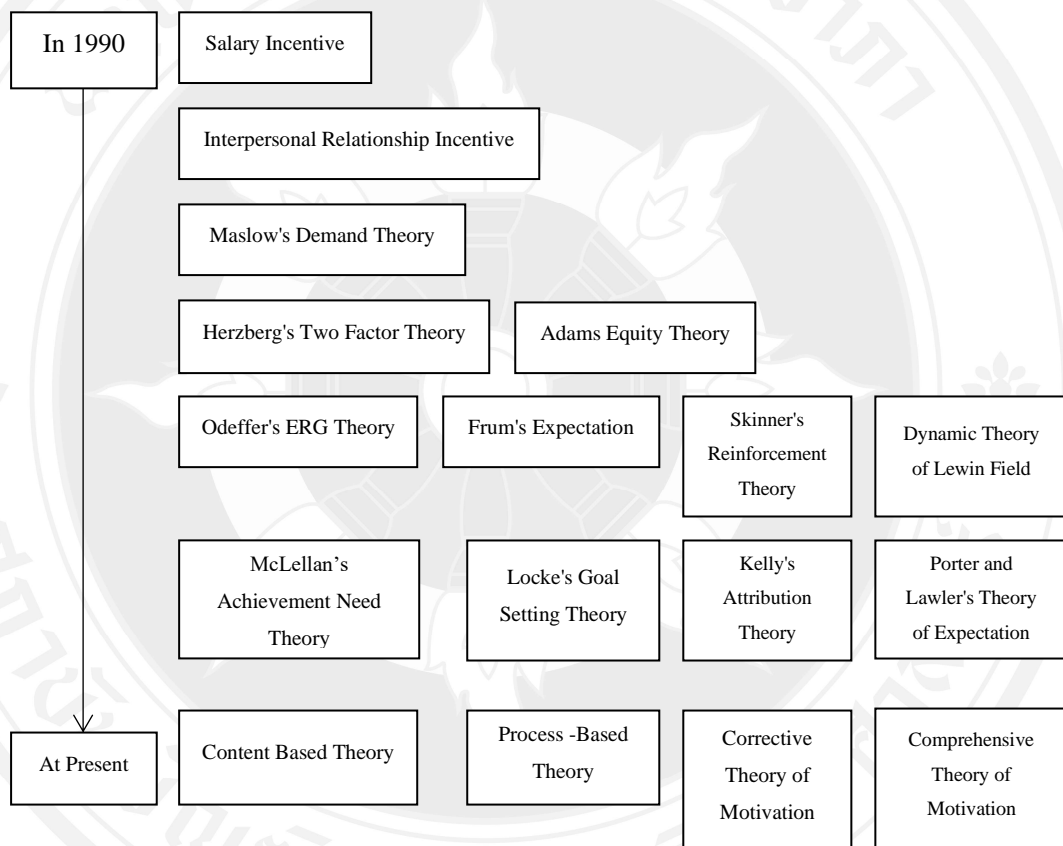 In 1990
Salary Incentive
Interpersonal Relationship Incentive
Maslow's Demand Theory
Herzberg's Two Factor Theory
Adams Equity Theory
Odeffer's ERG Theory
Frum's Expectation
Skinner's
Reinforcement
Theory
Dynamic Theory
of Lewin Field
McLellan’s
Achievement Need
Theory
Locke's Goal
Setting Theory
Kelly's
Attribution
Theory
Porter and
Lawler's Theory
of Expectation
At Present
Content Based Theory
Process -Based
Theory
Corrective
Theory of
Motivation
Comprehensive
Theory of
Motivation